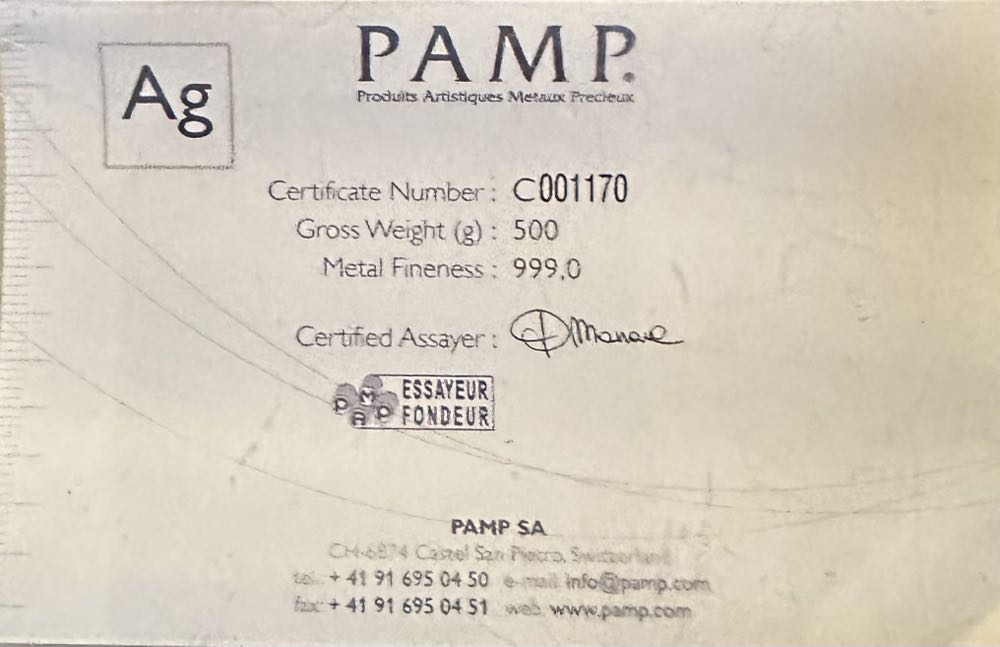 Ag
PAMP.
Produits Artistiques Metaux Precieux
Certificate Number : C001170
Gross Weight (g) : 500
Metal Fineness : 999,0
Certified Assayer :
PAMP
ESSAYEUR
FONDEUR
PAMP SA
CH-6874 Castel San Pietro, Switzerland
tel. + 41 91 695 04 50 e-mail info@pamp.com
fax + 41 91 695 04 51 web www.pamp.com